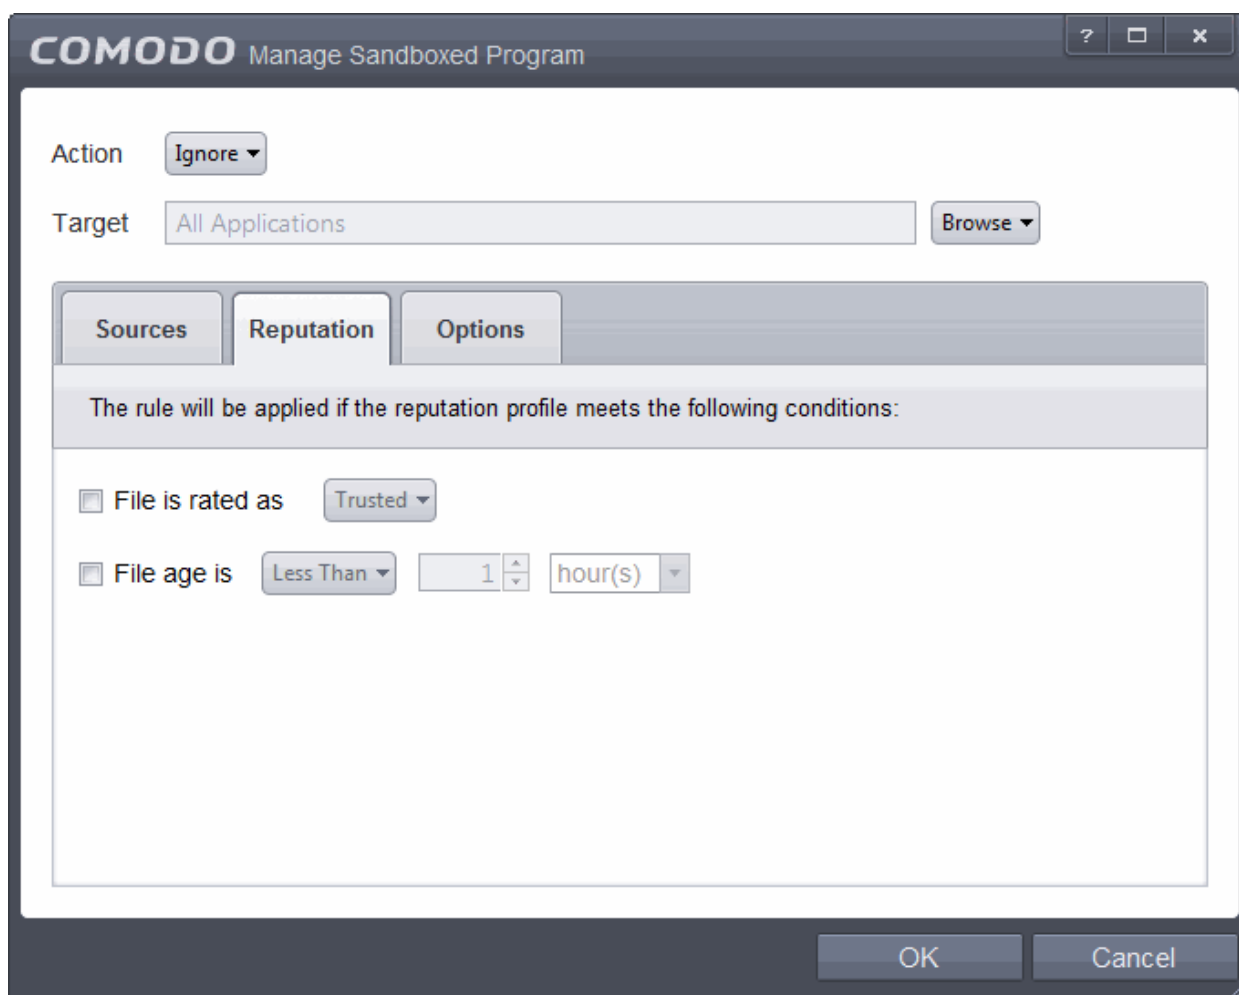 COMODO Manage Sandboxed Program ?
Action Ignore
Target All Applications Browse
Sources Reputation Options
The rule will be applied if the reputation profile meets the following conditions:
File is rated as Trusted
File age is Less Than 1 hour(s)
OK Cancel